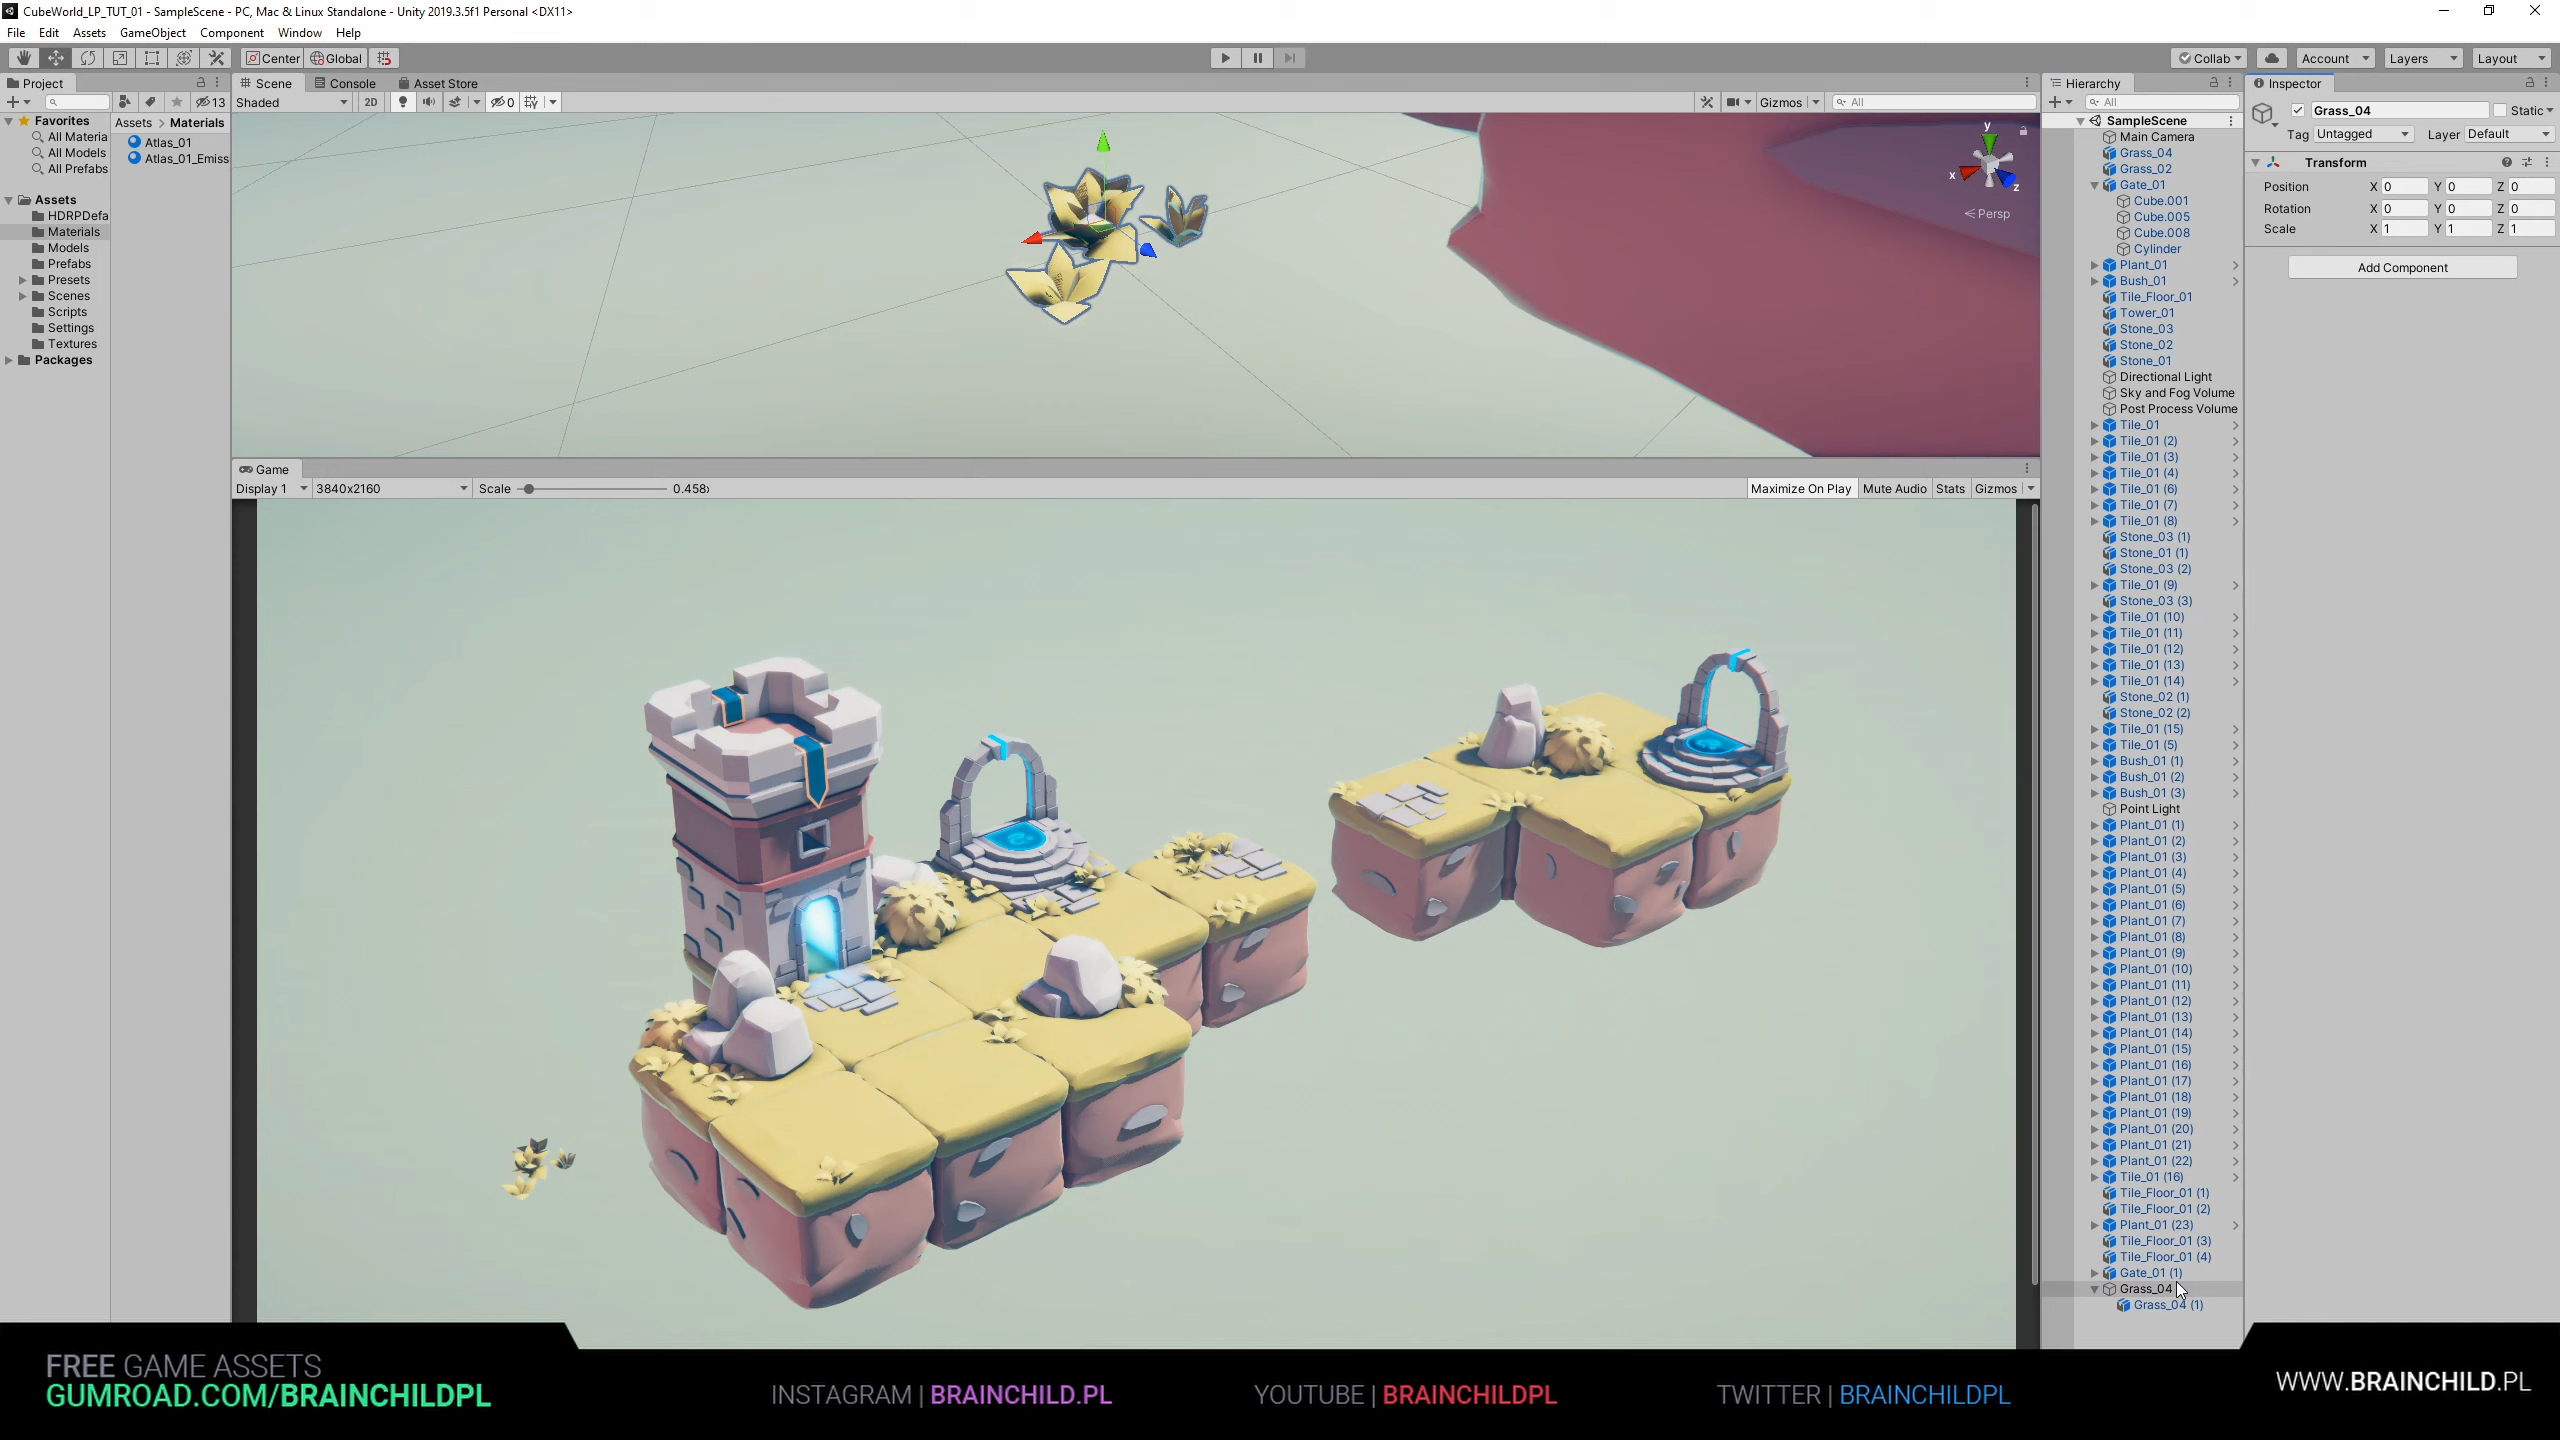 CubeWorld_LP_TUT_01 - SampleScene - PC, Mac & Linux Standalone - Unity 2019.3.5f1 Personal <DX11>
File Edit Assets GameObject Component Window Help
Center Global
Collab Account Layers Layout
Project
13
Favorites
All Materia
All Models
All Prefabs
Assets
HDRPDefa
Materials
Models
Prefabs
Presets
Scenes
Scripts
Settings
Textures
Packages
Assets > Materials
Atlas_01
Atlas_01_Emiss
Scene Console Asset Store
Shaded 2D 0 Gizmos All
y
x
z
Persp
Game
Display 1 3840x2160 Scale 0.458x
Maximize On Play Mute Audio Stats Gizmos
Hierarchy
All
SampleScene
Main Camera
Grass_04
Grass_02
Gate_01
Cube.001
Cube.005
Cube.008
Cylinder
Plant_01
Bush_01
Tile_Floor_01
Tower_01
Stone_03
Stone_02
Stone_01
Directional Light
Sky and Fog Volume
Post Process Volume
Tile_01
Tile_01 (2)
Tile_01 (3)
Tile_01 (4)
Tile_01 (6)
Tile_01 (7)
Tile_01 (8)
Stone_03 (1)
Stone_01 (1)
Stone_03 (2)
Tile_01 (9)
Stone_03 (3)
Tile_01 (10)
Tile_01 (11)
Tile_01 (12)
Tile_01 (13)
Tile_01 (14)
Stone_02 (1)
Stone_02 (2)
Tile_01 (15)
Tile_01 (5)
Bush_01 (1)
Bush_01 (2)
Bush_01 (3)
Point Light
Plant_01 (1)
Plant_01 (2)
Plant_01 (3)
Plant_01 (4)
Plant_01 (5)
Plant_01 (6)
Plant_01 (7)
Plant_01 (8)
Plant_01 (9)
Plant_01 (10)
Plant_01 (11)
Plant_01 (12)
Plant_01 (13)
Plant_01 (14)
Plant_01 (15)
Plant_01 (16)
Plant_01 (17)
Plant_01 (18)
Plant_01 (19)
Plant_01 (20)
Plant_01 (21)
Plant_01 (22)
Tile_01 (16)
Tile_Floor_01 (1)
Tile_Floor_01 (2)
Plant_01 (23)
Tile_Floor_01 (3)
Tile_Floor_01 (4)
Gate_01 (1)
Grass_04
Grass_04 (1)
Inspector
Grass_04 Static
Tag Untagged Layer Default
Transform
Position X 0 Y 0 Z 0
Rotation X 0 Y 0 Z 0
Scale X 1 Y 1 Z 1
Add Component
FREE GAME ASSETS
GUMROAD.COM/BRAINCHILDPL
INSTAGRAM | BRAINCHILD.PL
YOUTUBE | BRAINCHILDPL
TWITTER | BRAINCHILDPL
WWW.BRAINCHILD.PL